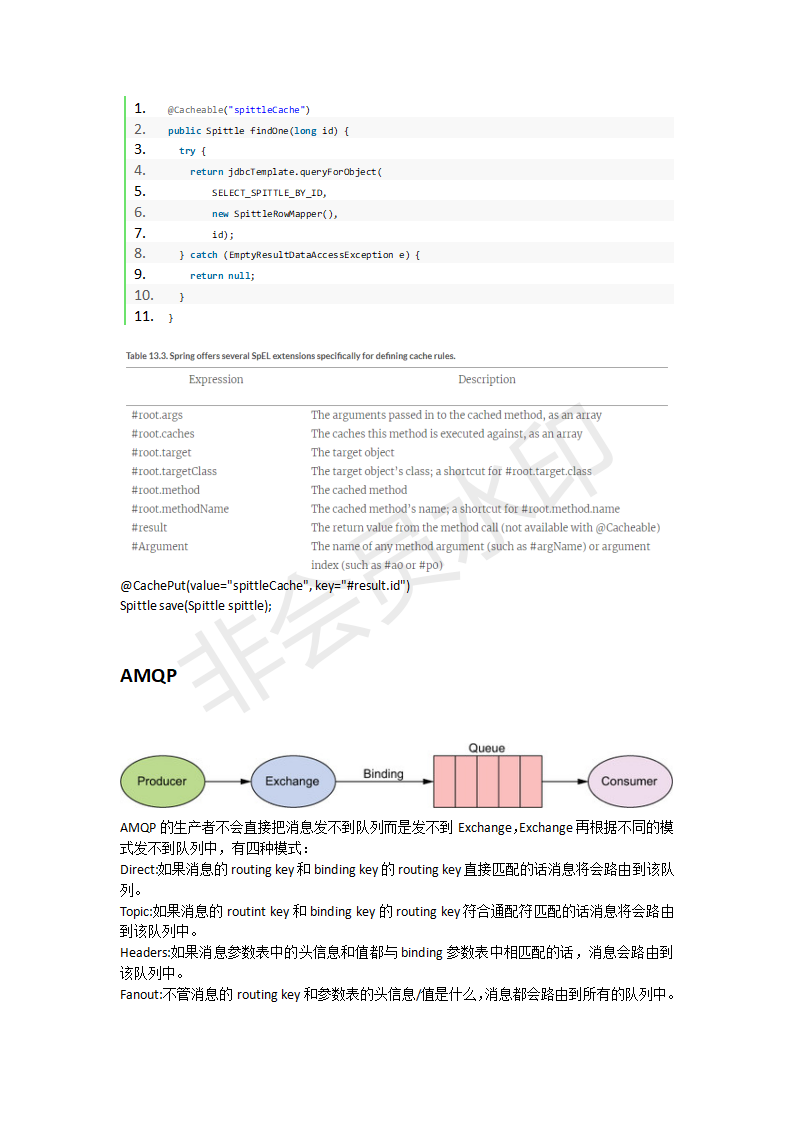 1. @Cacheable("spittleCache")
2. public Spittle findOne(long id) {
3. try {
4. return jdbcTemplate.queryForObject(
5. SELECT_SPITTLE_BY_ID,
6. new SpittleRowMapper(),
7. id);
8. } catch (EmptyResultDataAccessException e) {
9. return null;
10. }
11. }
Table 13.3. Spring offers several SpEL extensions specifically for defining cache rules.
Expression Description
#root.args The arguments passed in to the cached method, as an array
#root.caches The caches this method is executed against, as an array
#root.target The target object
#root.targetClass The target object's class; a shortcut for #root.target.class
#root.method The cached method
#root.methodName The cached method's name; a shortcut for #root.method.name
#result The return value from the method call (not available with @Cacheable)
#Argument The name of any method argument (such as #argName) or argument
index (such as #a0 or #p0)
@CachePut(value="spittleCache", key="#result.id")
Spittle save(Spittle spittle);
非会员水印
AMQP
Queue
Producer Exchange Binding Consumer
AMQP 的生产者不会直接把消息发不到队列而是发不到 Exchange，Exchange 再根据不同的模
式发不到队列中，有四种模式：
Direct:如果消息的 routing key 和 binding key 的 routing key 直接匹配的话消息将会路由到该队
列。
Topic:如果消息的 routint key 和 binding key 的 routing key 符合通配符匹配的话消息将会路由
到该队列中。
Headers:如果消息参数表中的头信息和值都与 binding 参数表中相匹配的话，消息会路由到
该队列中。
Fanout:不管消息的 routing key 和参数表的头信息/值是什么，消息都会路由到所有的队列中。